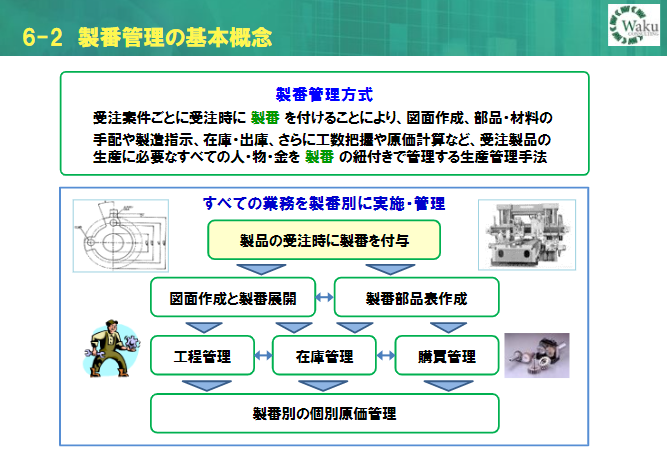 6-2 製番管理の基本概念
Waku
CONSULTING
製番管理方式
受注案件ごとに受注時に 製番 を付けることにより、図面作成、部品・材料の
手配や製造指示、在庫・出庫、さらに工数把握や原価計算など、受注製品の
生産に必要なすべての人・物・金を 製番 の紐付きで管理する生産管理手法
すべての業務を製番別に実施・管理
製品の受注時に製番を付与
図面作成と製番展開
製番部品表作成
工程管理
在庫管理
購買管理
製番別の個別原価管理